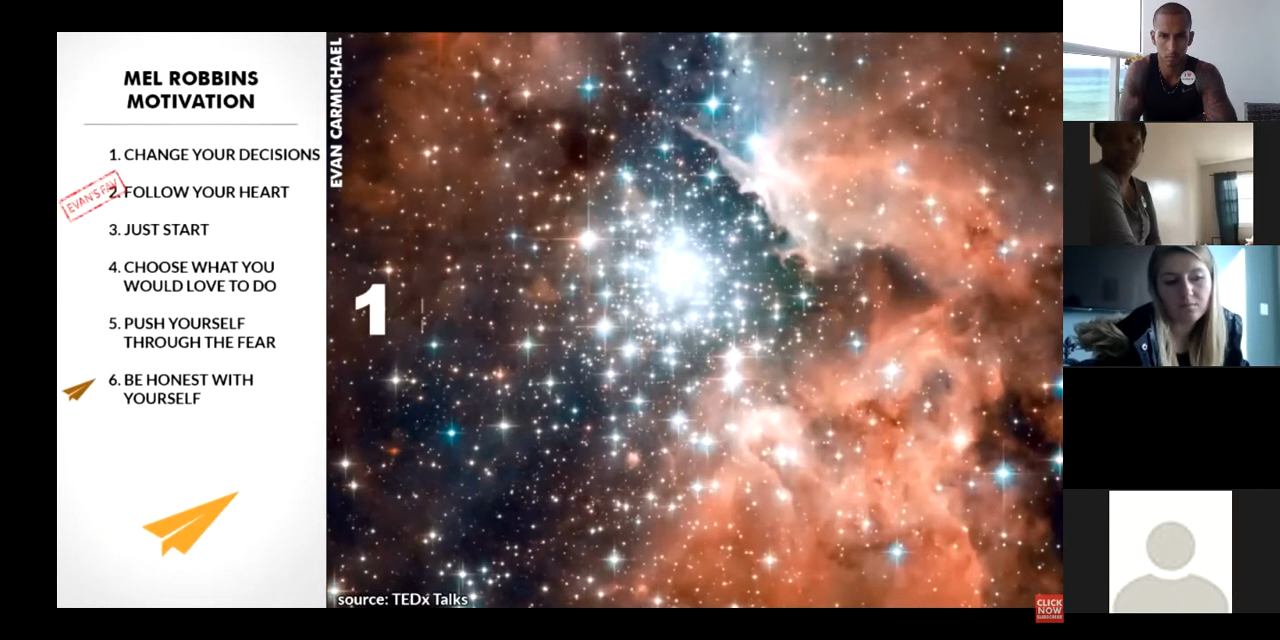 MEL ROBBINS
MOTIVATION
1. CHANGE YOUR DECISIONS
EVAN'S FAV
2. FOLLOW YOUR HEART
3. JUST START
4. CHOOSE WHAT YOU
WOULD LOVE TO DO
5. PUSH YOURSELF
THROUGH THE FEAR
6. BE HONEST WITH
YOURSELF
EVAN CARMICHAEL
1
source: TEDx Talks
CLICK
NOW
SUBSCRIBE